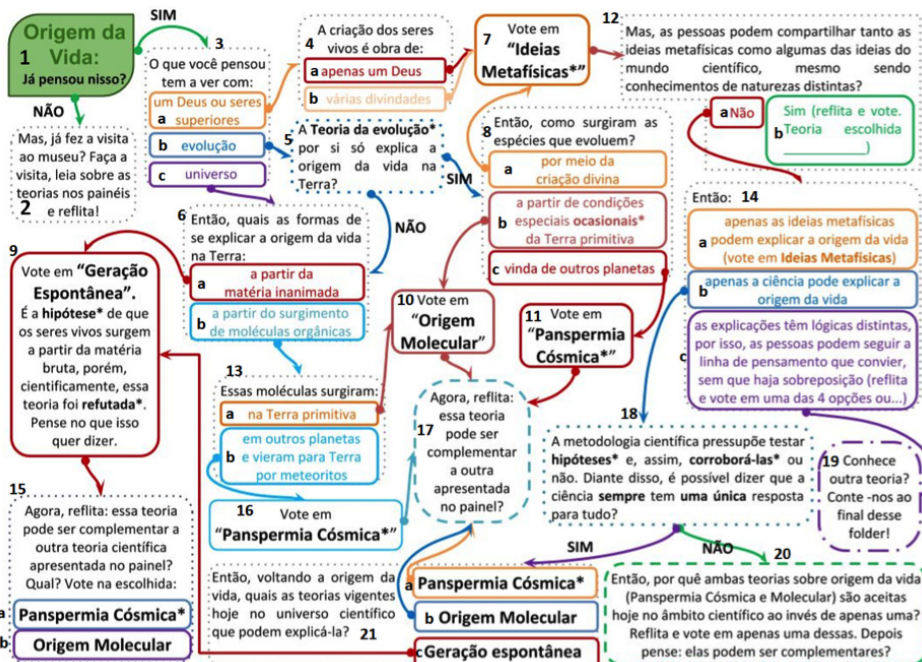 Origem da
Vida:
1
Já pensou nisso?
SIM
NÃO
Mas, já fez a visita
ao museu? Faça a
visita, leia sobre as
teorias nos painéis
2 e reflita!
3
O que você pensou
tem a ver com:
um Deus ou seres
a superiores
b evolução
c universo
4
A criação dos seres
vivos é obra de:
a apenas um Deus
b várias divindades
5
A Teoria da evolução*
por si só explica a
origem da vida na
Terra?
SIM
NÃO
6
Então, quais as formas de
se explicar a origem da vida
na Terra:
a partir da
a matéria inanimada
b a partir do surgimento
de moléculas orgânicas
7 Vote em
"Ideias
Metafísicas*"
8
Então, como surgiram as
espécies que evoluem?
a por meio da
criação divina
a partir de condições
b especiais ocasionais*
da Terra primitiva
c vinda de outros planetas
9
Vote em "Geração
Espontânea".
É a hipótese* de que
os seres vivos surgem
a partir da matéria
bruta, porém,
cientificamente, essa
teoria foi refutada*.
Pense no que isso
quer dizer.
10 Vote em
"Origem
Molecular"
11 Vote em
"Panspermia
Cósmica*"
12
Mas, as pessoas podem compartilhar tanto as
ideias metafísicas como algumas das ideias do
mundo científico, mesmo sendo
conhecimentos de naturezas distintas?
a Não
Sim (reflita e vote.
b Teoria escolhida
____________)
13
Essas moléculas surgiram:
a na Terra primitiva
em outros planetas
b e vieram para Terra
por meteoritos
Então: 14
apenas as ideias metafísicas
a podem explicar a origem da vida
(vote em Ideias Metafísicas)
b apenas a ciência pode explicar a
origem da vida
as explicações têm lógicas distintas,
por isso, as pessoas podem seguir a
c linha de pensamento que convier,
sem que haja sobreposição (reflita
e vote em uma das 4 opções ou...)
15
Agora, reflita: essa teoria
pode ser complementar a
outra teoria científica
apresentada no painel?
Qual? Vote na escolhida:
a Panspermia Cósmica*
b Origem Molecular
16 Vote em
"Panspermia Cósmica*"
Agora, reflita:
17 essa teoria
pode ser
complementar
a outra
apresentada
no painel?
18
A metodologia científica pressupõe testar
hipóteses* e, assim, corroborá-las* ou
não. Diante disso, é possível dizer que a
ciência sempre tem uma única resposta
para tudo?
SIM
NÃO
19 Conhece
outra teoria?
Conte -nos ao
final desse
folder!
20
Então, por quê ambas teorias sobre origem da vida
(Panspermia Cósmica e Molecular) são aceitas
hoje no âmbito científico ao invés de apenas uma?
Reflita e vote em apenas uma dessas. Depois
pense: elas podem ser complementares?
Então, voltando a origem da
vida, quais as teorias vigentes
hoje no universo científico
que podem explicá-la? 21
a Panspermia Cósmica*
b Origem Molecular
c Geração espontânea